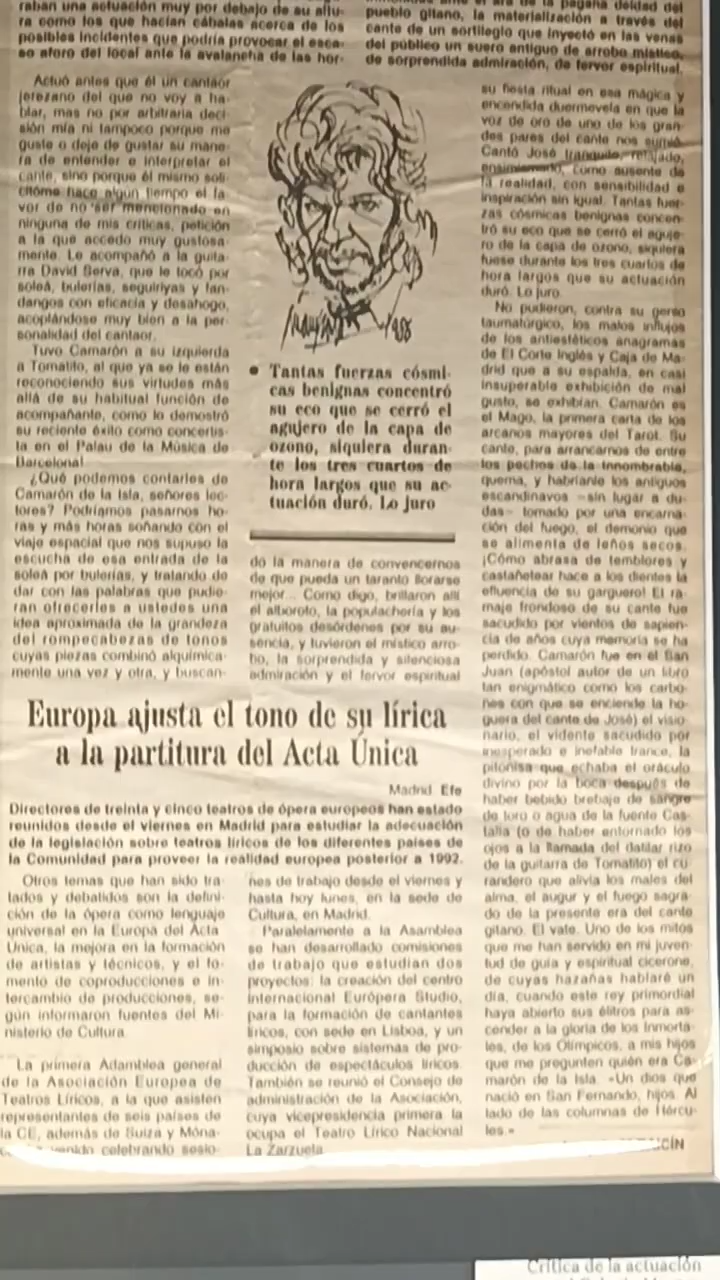 raban una actuación muy por debajo de su altu-
ra como los que hacían cábalas acerca de los
posibles incidentes que podría provocar el esca-
so aforo del local ante la avalancha de las hor-
pueblo gitano, la materialización a través del
cante de un sortilegio que inyectó en las venas
del público un suero antiguo de arrobo místico,
de sorprendida admiración, de fervor espiritual.
Actuó antes que él un cantaor
jerezano del que no voy a ha-
blar, mas no por arbitraria deci-
sión mía ni tampoco porque me
guste o deje de gustar su mane-
ra de entender e interpretar el
cante, sino porque él mismo soli-
citóme hace algún tiempo el fa-
vor de no ser mencionado en
ninguna de mis críticas, petición
a la que accedo muy gustosa-
mente. Le acompañó a la guita-
rra David Serva, que le tocó por
soleá, bulerías, seguiriyas y fan-
dangos con eficacia y desahogo,
acoplándose muy bien a la per-
sonalidad del cantaor.
Tuvo Camarón a su izquierda
a Tomatito, al que ya se le están
reconociendo sus virtudes más
allá de su habitual función de
acompañante, como lo demostró
su reciente éxito como concertis-
ta en el Palau de la Música de
Barcelona!
¿Qué podemos contarles de
Camarón de la Isla, señores lec-
tores? Podríamos pasarnos ho-
ras y más horas soñando con el
viaje espacial que nos supuso la
escucha de esa entrada de la
soleá por bulerías, y tratando de
dar con las palabras que pudie-
ran ofrecerles a ustedes una
idea aproximada de la grandeza
del rompecabezas de tonos
cuyas piezas combinó alquímica-
mente una vez y otra, y buscan-
/88
• Tantas fuerzas cósmi-
cas benignas concentró
su eco que se cerró el
agujero de la capa de
ozono, siquiera duran-
te los tres cuartos de
hora largos que su ac-
tuación duró. Lo juro
do la manera de convencernos
de que pueda un taranto llorarse
mejor... Como digo, brillaron allí
el alboroto, la populachería y los
gratuitos desórdenes por su au-
sencia, y tuvieron el místico arro-
bo, la sorprendida y silenciosa
admiración y el fervor espiritual
su fiesta ritual en esa mágica y
encendida duermevela en que la
voz de oro de uno de los gran-
des pares del cante nos sumió.
Cantó José tranquilo, relajado,
ensimismado, como ausente de
la realidad, con sensibilidad e
inspiración sin igual. Tantas fuer-
zas cósmicas benignas concen-
tró su eco que se cerró el aguje-
ro de la capa de ozono, siquiera
fuese durante los tres cuartos de
hora largos que su actuación
duró. Lo juro.
No pudieron, contra su genio
taumatúrgico, los malos influjos
de los antiestéticos anagramas
de El Corte Inglés y Caja de Ma-
drid que a su espalda, en casi
insuperable exhibición de mal
gusto, se exhibían. Camarón es
el Mago, la primera carta de los
arcanos mayores del Tarot. Su
cante, para arrancarnos de entre
los pechos de la Innombrable,
quema, y habríanle los antiguos
escandinavos -sin lugar a du-
das- tomado por una encarna-
ción del fuego, el demonio que
se alimenta de leños secos.
¡Cómo abrasa de temblores y
castañetear hace a los dientes la
efluencia de su garguero! El ra-
maje frondoso de su cante fue
sacudido por vientos de sapien-
cia de años cuya memoria se ha
perdido. Camarón fue en el San
Juan (apóstol autor de un libro
tan enigmático como los carbo-
nes con que se enciende la ho-
guera del cante de José) el visio-
nario, el vidente sacudido por
inesperado e inefable trance, la
pitonisa que echaba el oráculo
divino por la boca después de
haber bebido brebaje de sangre
de toro o agua de la fuente Cas-
talia (o de haber entornado los
ojos a la llamada del datilar rizo
de la guitarra de Tomatito) el cu-
randero que alivia los males del
alma, el augur y el fuego sagra-
do de la presente era del cante
gitano. El vate. Uno de los mitos
que me han servido en mi juven-
tud de guía y espiritual cicerone,
de cuyas hazañas hablaré un
día, cuando este rey primordial
haya abierto sus élitros para as-
cender a la gloria de los Inmorta-
les, de los Olímpicos, a mis hijos
que me pregunten quién era Ca-
marón de la Isla. «Un dios que
nació en San Fernando, hijos. Al
lado de las columnas de Hércu-
les.»
Europa ajusta el tono de su lírica
a la partitura del Acta Única
Madrid. Efe
Directores de treinta y cinco teatros de ópera europeos han estado
reunidos desde el viernes en Madrid para estudiar la adecuación
de la legislación sobre teatros líricos de los diferentes países de
la Comunidad para proveer la realidad europea posterior a 1992.
Otros temas que han sido tra-
tados y debatidos son la defini-
ción de la ópera como lenguaje
universal en la Europa del Acta
Única, la mejora en la formación
de artistas y técnicos, y el fo-
mento de coproducciones e in-
tercambio de producciones, se-
gún informaron fuentes del Mi-
nisterio de Cultura.
La primera Adamblea general
de la Asociación Europea de
Teatros Líricos, a la que asisten
representantes de seis países de
la CE, además de Suiza y Móna-
venido celebrando sesio-
nes de trabajo desde el viernes y
hasta hoy lunes, en la sede de
Cultura, en Madrid.
Paralelamente a la Asamblea
se han desarrollado comisiones
de trabajo que estudian dos
proyectos: la creación del centro
internacional Európera Studio,
para la formación de cantantes
líricos, con sede en Lisboa, y un
simposio sobre sistemas de pro-
ducción de espectáculos líricos.
También se reunió el Consejo de
administración de la Asociación,
cuya vicepresidencia primera la
ocupa el Teatro Lírico Nacional
La Zarzuela.
Crítica de la actuación